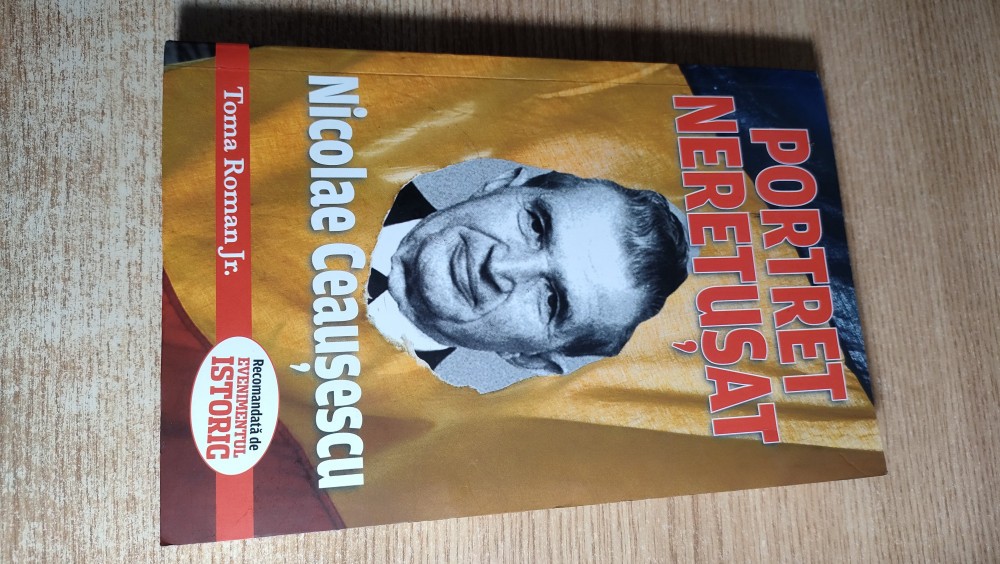 PORTRET
NERETUȘAT
Nicolae Ceaușescu
Toma Roman Jr.
Recomandată de
EVENIMENTUL
ISTORIC